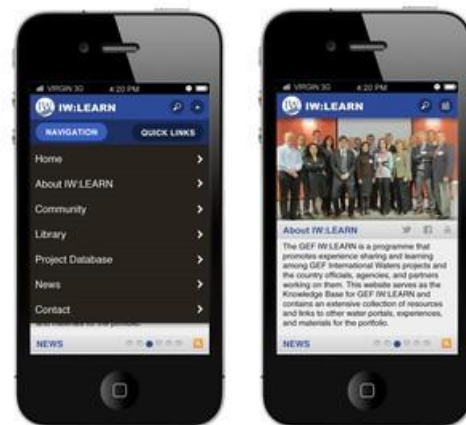 VIRGIN 3G 4:20 PM
IW:LEARN
NAVIGATION QUICK LINKS
Home
About IW:LEARN
Community
Library
Project Database
News
Contact
NEWS
VIRGIN 3G 4:20 PM
IW:LEARN
About IW:LEARN
The GEF IW:LEARN is a programme that
promotes experience sharing and learning
among GEF International Waters projects and
the country officials, agencies, and partners
working on them. This website serves as the
Knowledge Base for GEF IW:LEARN and
contains an extensive collection of resources
and links to other water portals, experiences,
and materials for the portfolio.
NEWS